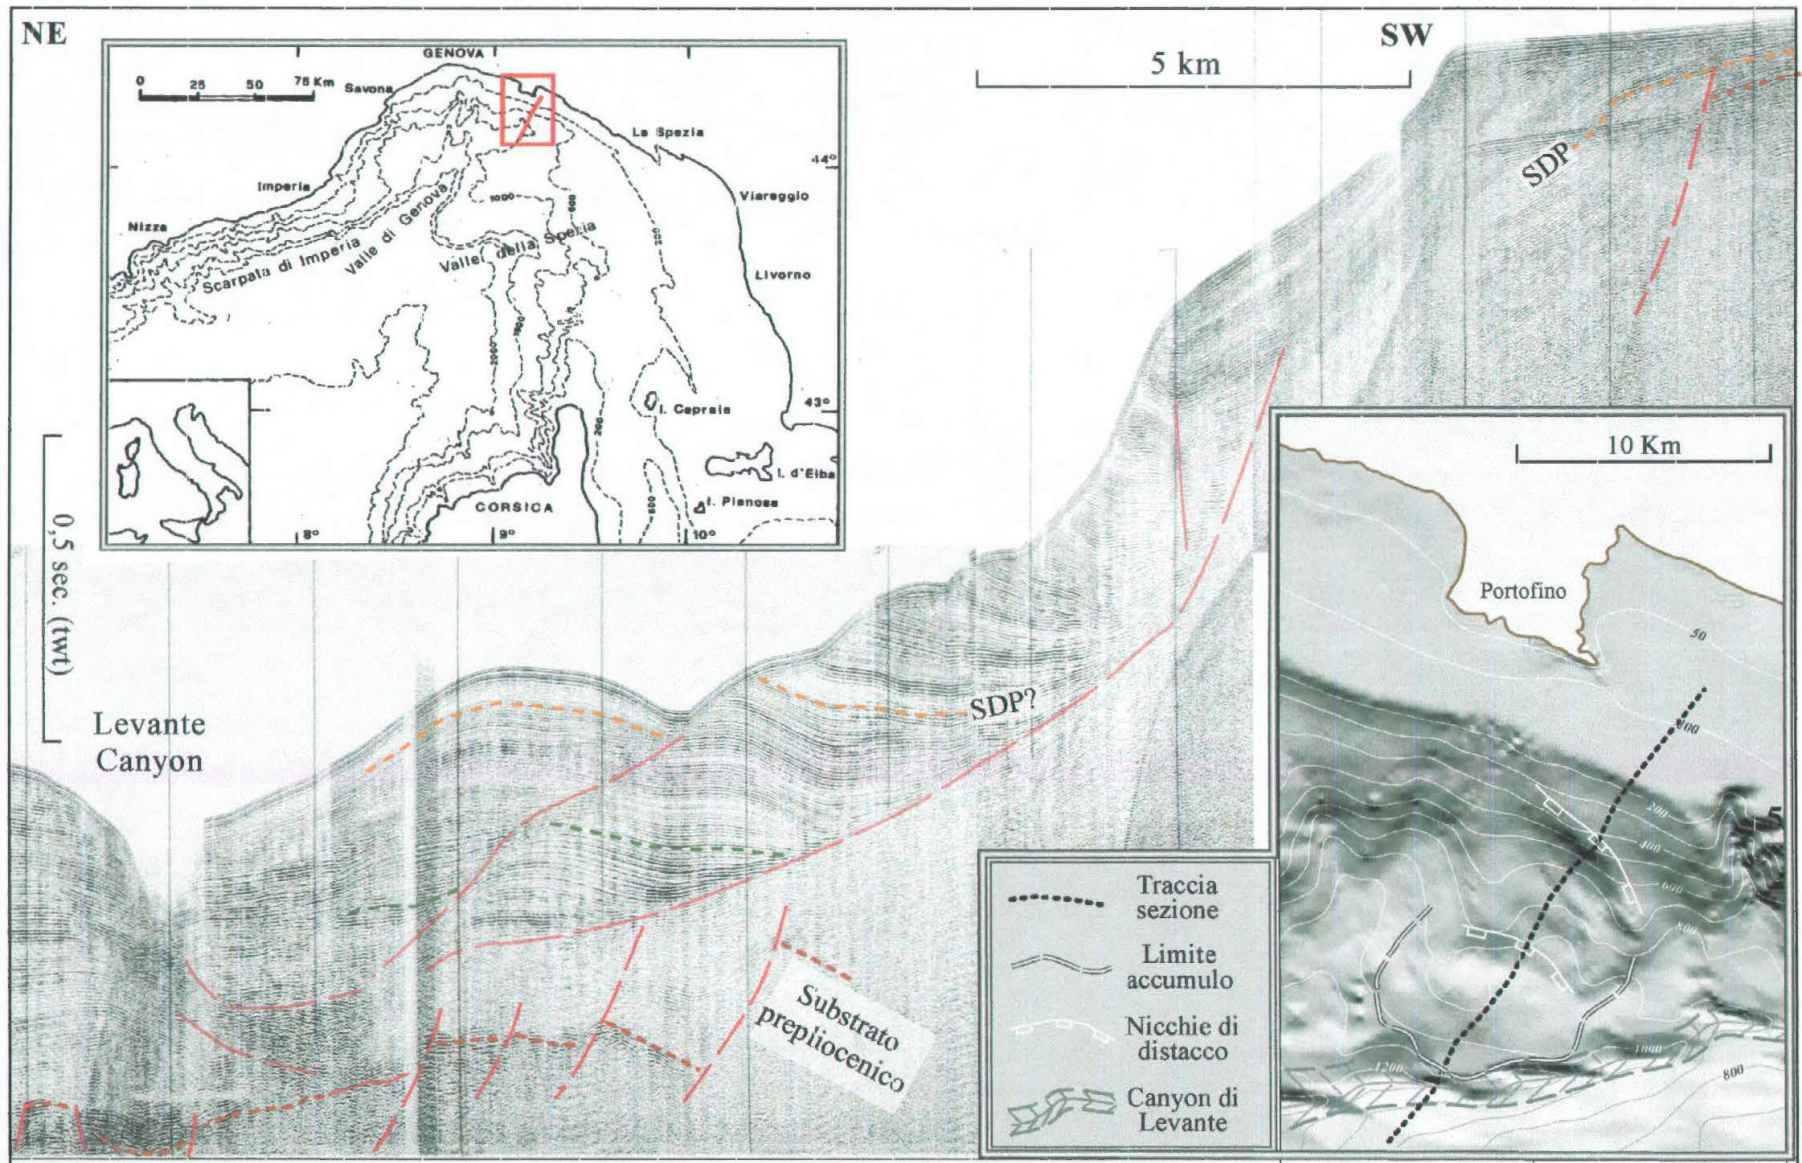 NE
SW
5 km
GENOVA
0 25 50 75 Km
Savona
La Spezia
44°
Imperia
Viareggio
Nizza
1000
200
Valle di Genova
Scarpata di Imperia
Valle della Spezia
Livorno
2000
43°
I. Capraia
200
I. d'Elba
I. Pianosa
CORSICA
8°
9°
10°
SDP
0,5 sec. (twt)
Levante
Canyon
SDP?
Substrato
prepliocenico
10 Km
Portofino
50
200
400
600
800
1000
1200
800
Traccia
sezione
Limite
accumulo
Nicchie di
distacco
Canyon di
Levante